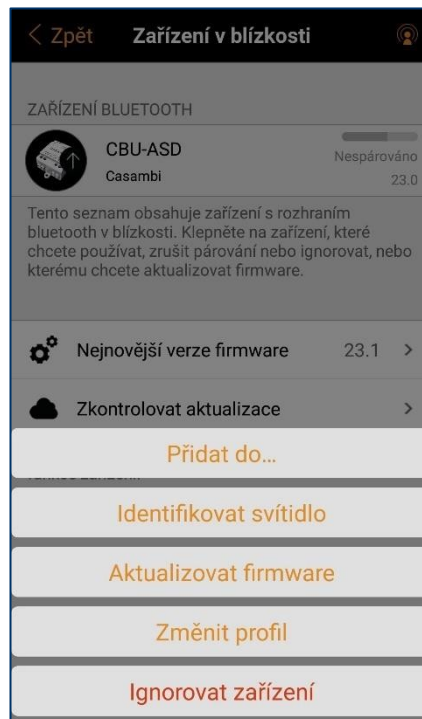 Zpět Zařízení v blízkosti
ZAŘÍZENÍ BLUETOOTH
CBU-ASD
Casambi
Nespárováno
23.0
Tento seznam obsahuje zařízení s rozhraním
bluetooth v blízkosti. Klepněte na zařízení, které
chcete používat, zrušit párování nebo ignorovat, nebo
kterému chcete aktualizovat firmware.
Nejnovější verze firmware 23.1
Zkontrolovat aktualizace
Přidat do...
Identifikovat svítidlo
Aktualizovat firmware
Změnit profil
Ignorovat zařízení